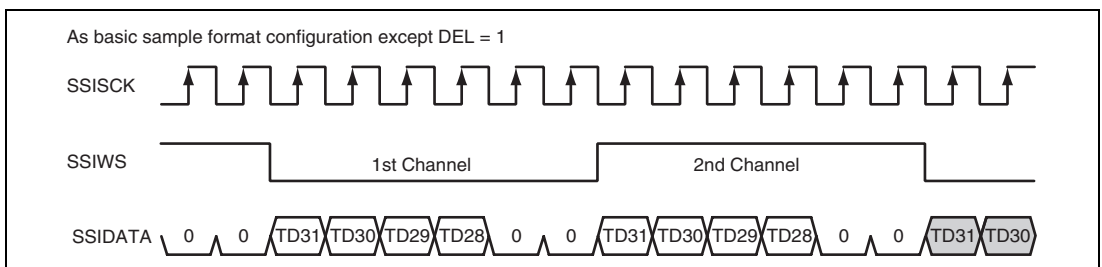 As basic sample format configuration except DEL = 1
SSISCK
SSIWS 1st Channel 2nd Channel
SSIDATA 0 0 TD31 TD30 TD29 TD28 0 0 TD31 TD30 TD29 TD28 0 0 TD31 TD30